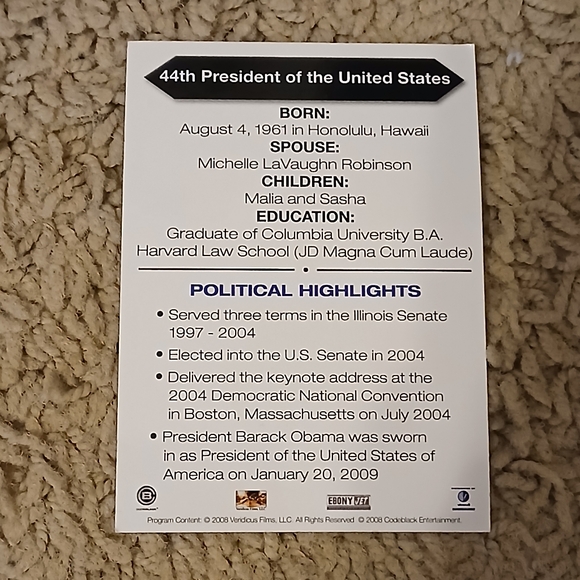 44th President of the United States
BORN:
August 4, 1961 in Honolulu, Hawaii
SPOUSE:
Michelle LaVaughn Robinson
CHILDREN:
Malia and Sasha
EDUCATION:
Graduate of Columbia University B.A.
Harvard Law School (JD Magna Cum Laude)
POLITICAL HIGHLIGHTS
• Served three terms in the Illinois Senate
1997 - 2004
• Elected into the U.S. Senate in 2004
• Delivered the keynote address at the
2004 Democratic National Convention
in Boston, Massachusetts on July 2004
• President Barack Obama was sworn
in as President of the United States of
America on January 20, 2009
EBONY JET
Program Content: © 2008 Veridicus Films, LLC. All Rights Reserved. © 2008 Codeblack Entertainment.